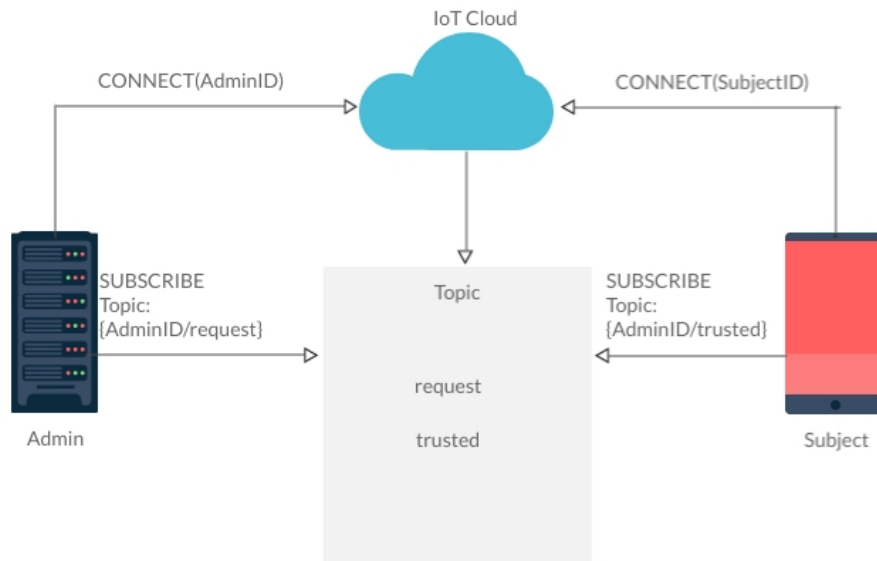 IoT Cloud
CONNECT(AdminID)
CONNECT(SubjectID)
SUBSCRIBE
Topic:
{AdminID/request}
Topic
request
trusted
SUBSCRIBE
Topic:
{AdminID/trusted}
Admin
Subject